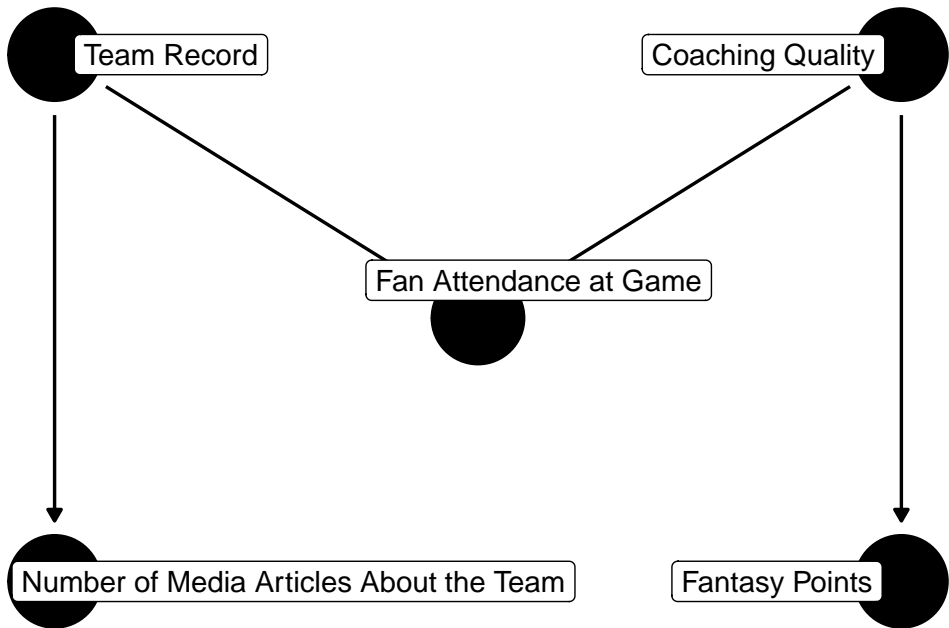 Team Record
Coaching Quality
Fan Attendance at Game
Number of Media Articles About the Team
Fantasy Points